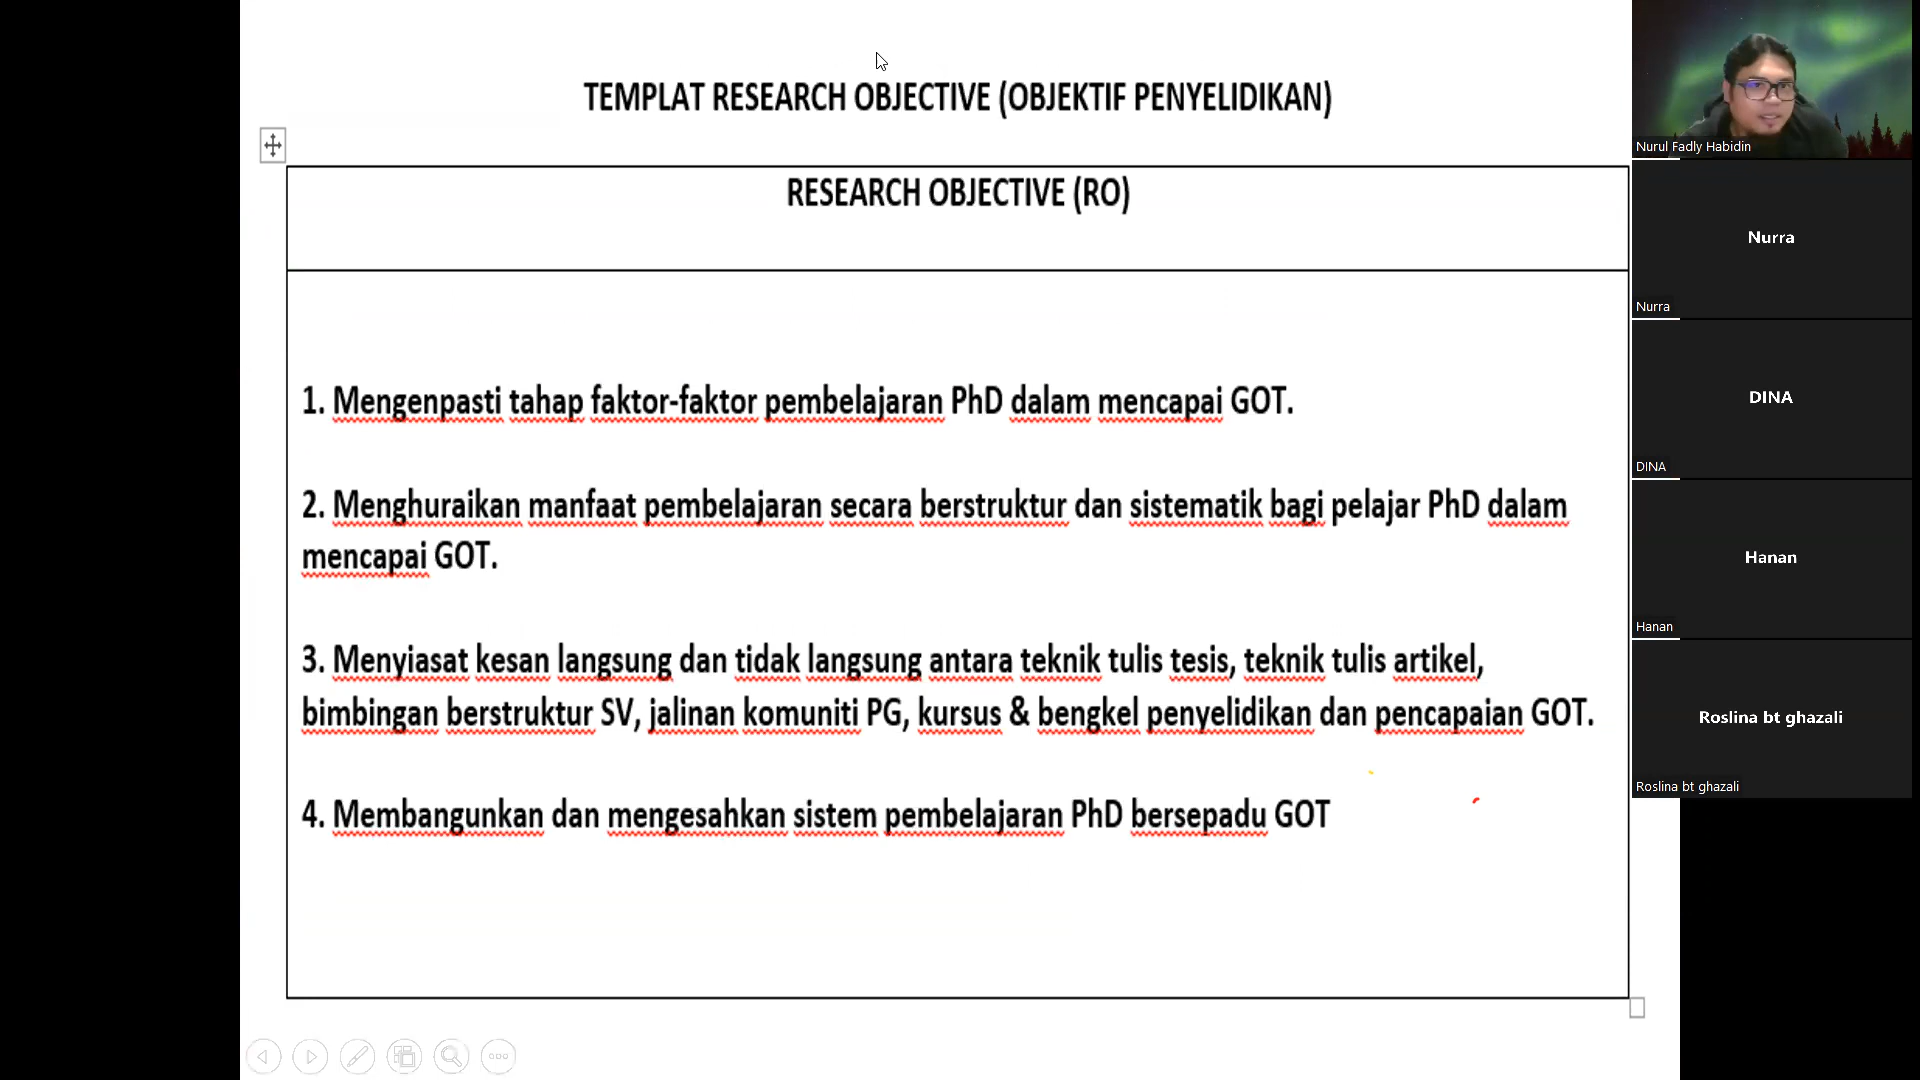 TEMPLAT RESEARCH OBJECTIVE (OBJEKTIF PENYELIDIKAN)
RESEARCH OBJECTIVE (RO)
1. Mengenpasti tahap faktor-faktor pembelajaran PhD dalam mencapai GOT.
2. Menghuraikan manfaat pembelajaran secara berstruktur dan sistematik bagi pelajar PhD dalam
mencapai GOT.
3. Menyiasat kesan langsung dan tidak langsung antara teknik tulis tesis, teknik tulis artikel,
bimbingan berstruktur SV, jalinan komuniti PG, kursus & bengkel penyelidikan dan pencapaian GOT.
4. Membangunkan dan mengesahkan sistem pembelajaran PhD bersepadu GOT
Nurul Fadly Habidin
Nurra
Nurra
DINA
DINA
Hanan
Hanan
Roslina bt ghazali
Roslina bt ghazali